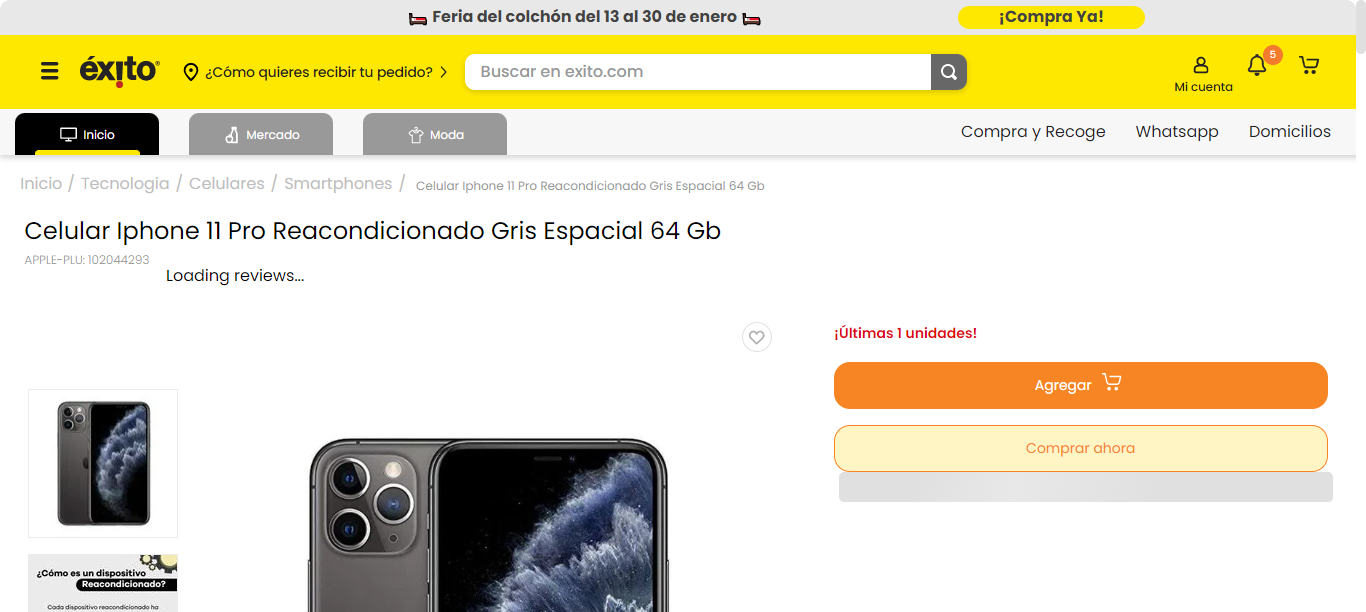 Feria del colchón del 13 al 30 de enero
¡Compra Ya!
éxito
¿Cómo quieres recibir tu pedido?
Buscar en exito.com
Mi cuenta
5
Inicio
Mercado
Moda
Compra y Recoge
Whatsapp
Domicilios
Inicio / Tecnologia / Celulares / Smartphones / Celular Iphone 11 Pro Reacondicionado Gris Espacial 64 Gb
Celular Iphone 11 Pro Reacondicionado Gris Espacial 64 Gb
APPLE-PLU: 102044293
Loading reviews...
¡Últimas 1 unidades!
Agregar
Comprar ahora
¿Cómo es un dispositivo
Reacondicionado?
Cada dispositivo reacondicionado ha